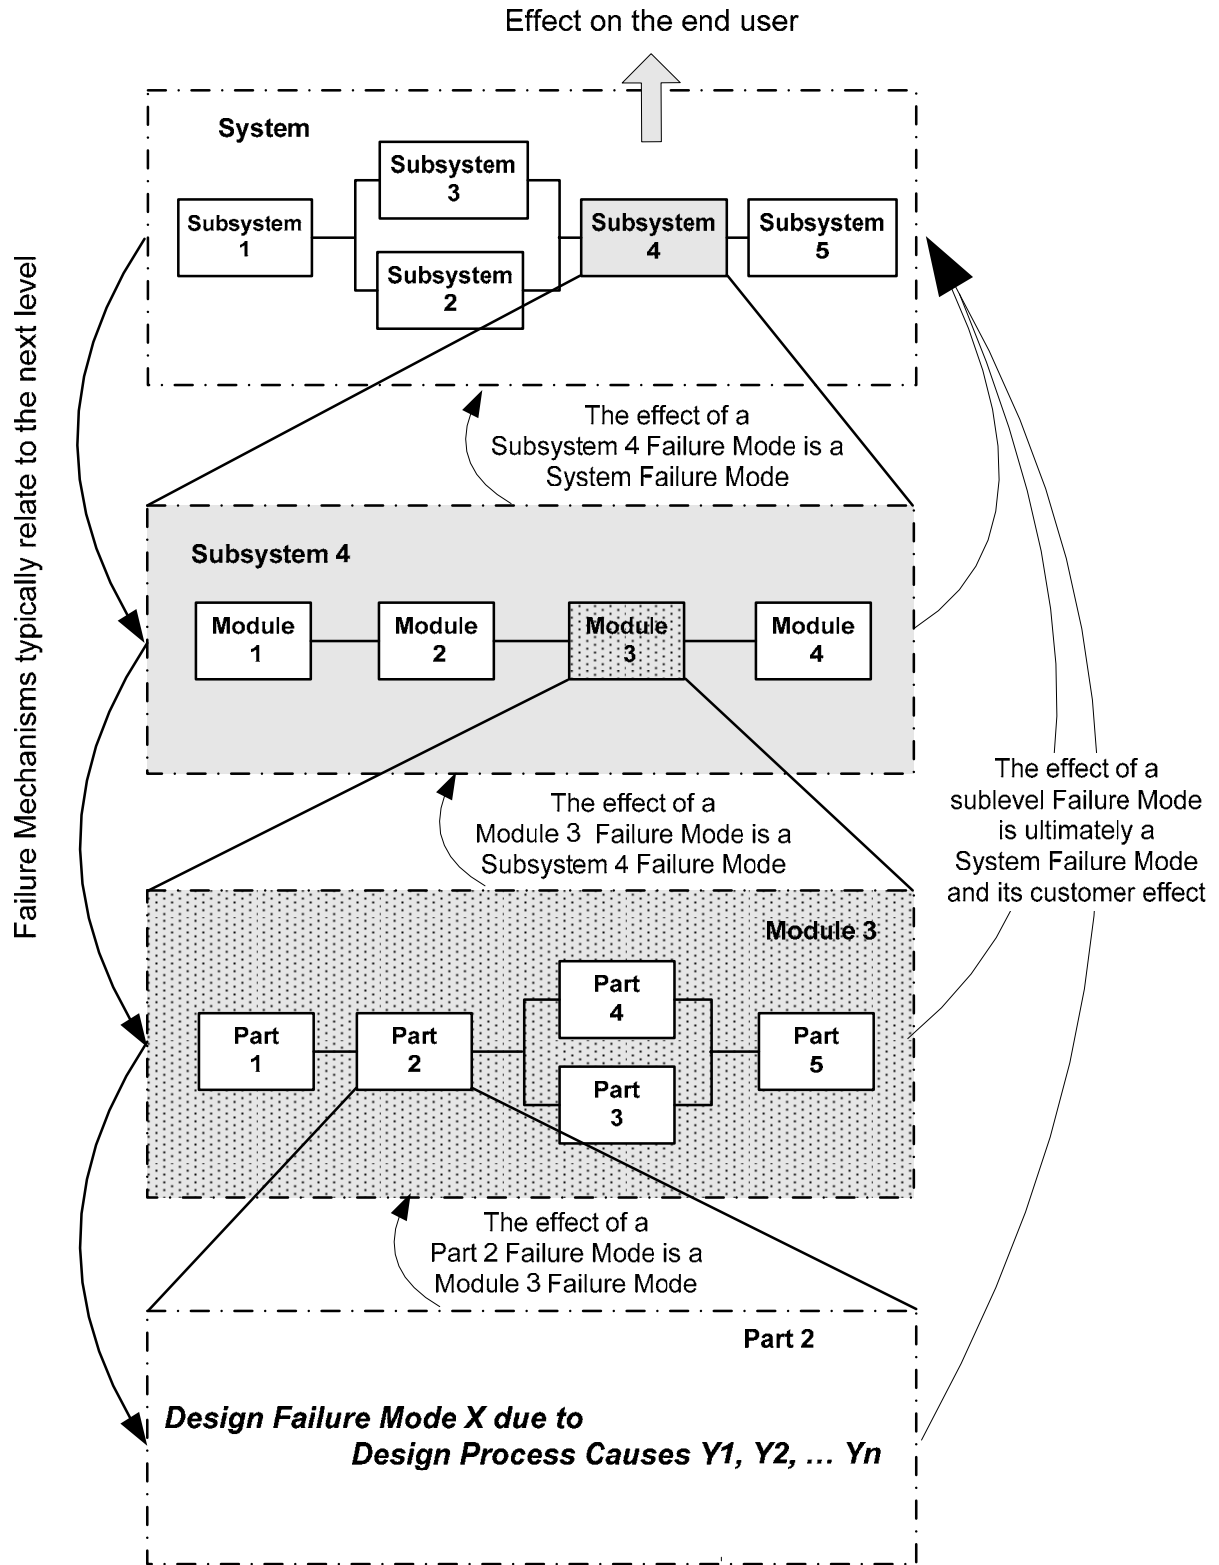 Effect on the end user
System
Subsystem
3
Subsystem
1
Subsystem
4
Subsystem
5
Subsystem
2
Failure Mechanisms typically relate to the next level
The effect of a
Subsystem 4 Failure Mode is a
System Failure Mode
Subsystem 4
Module
1
Module
2
Module
3
Module
4
The effect of a
sublevel Failure Mode
is ultimately a
System Failure Mode
and its customer effect
The effect of a
Module 3 Failure Mode is a
Subsystem 4 Failure Mode
Module 3
Part
4
Part
1
Part
2
Part
5
Part
3
The effect of a
Part 2 Failure Mode is a
Module 3 Failure Mode
Part 2
Design Failure Mode X due to
Design Process Causes Y1, Y2, ... Yn